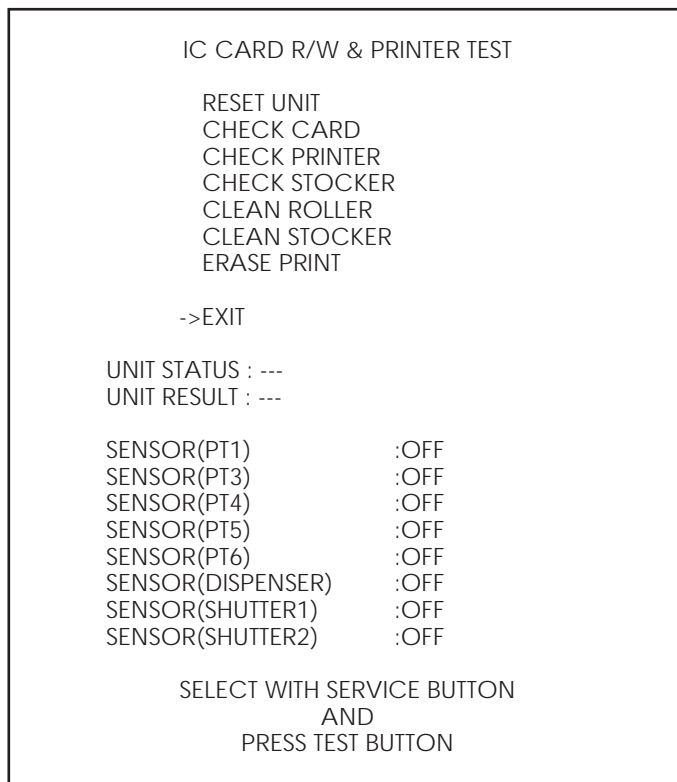 IC CARD R/W & PRINTER TEST
RESET UNIT
CHECK CARD
CHECK PRINTER
CHECK STOCKER
CLEAN ROLLER
CLEAN STOCKER
ERASE PRINT
->EXIT
UNIT STATUS : ---
UNIT RESULT : ---
SENSOR(PT1) :OFF
SENSOR(PT3) :OFF
SENSOR(PT4) :OFF
SENSOR(PT5) :OFF
SENSOR(PT6) :OFF
SENSOR(DISPENSER) :OFF
SENSOR(SHUTTER1) :OFF
SENSOR(SHUTTER2) :OFF
SELECT WITH SERVICE BUTTON
AND
PRESS TEST BUTTON